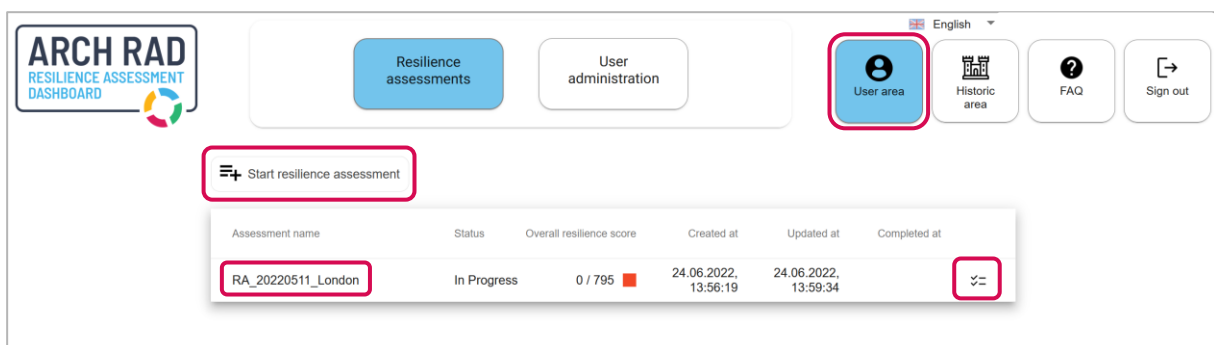 ARCH RAD
RESILIENCE ASSESSMENT
DASHBOARD
Resilience
assessments
User
administration
English
User area
Historic
area
FAQ
Sign out
Start resilience assessment
Assessment name Status Overall resilience score Created at Updated at Completed at
RA_20220511_London In Progress 0 / 795 24.06.2022, 13:56:19 24.06.2022, 13:59:34